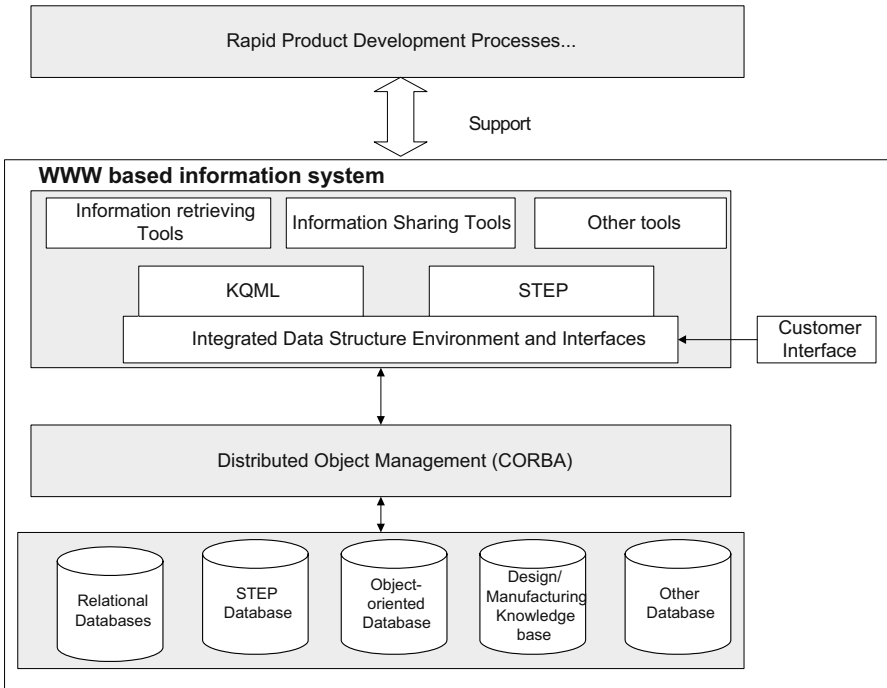 Rapid Product Development Processes...
Support
WWW based information system
Information retrieving
Tools
Information Sharing Tools
Other tools
KQML
STEP
Integrated Data Structure Environment and Interfaces
Customer
Interface
Distributed Object Management (CORBA)
Relational
Databases
STEP
Database
Object-
oriented
Database
Design/
Manufacturing
Knowledge
base
Other
Database